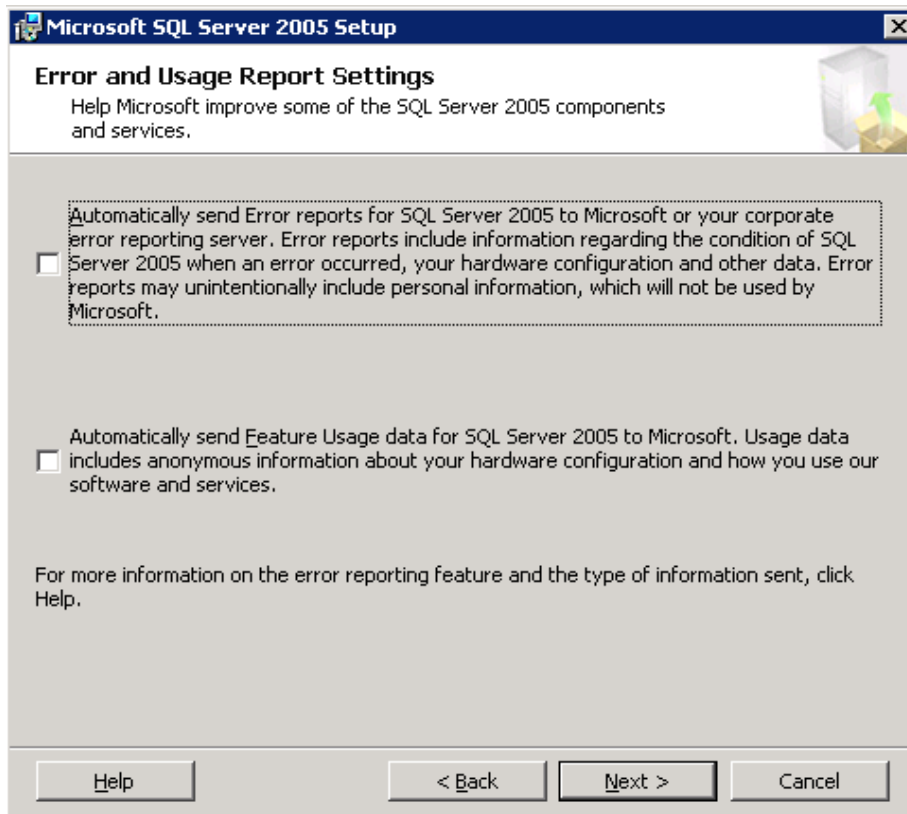 Microsoft SQL Server 2005 Setup
Error and Usage Report Settings
Help Microsoft improve some of the SQL Server 2005 components
and services.
Automatically send Error reports for SQL Server 2005 to Microsoft or your corporate
error reporting server. Error reports include information regarding the condition of SQL
Server 2005 when an error occurred, your hardware configuration and other data. Error
reports may unintentionally include personal information, which will not be used by
Microsoft.
Automatically send Feature Usage data for SQL Server 2005 to Microsoft. Usage data
includes anonymous information about your hardware configuration and how you use our
software and services.
For more information on the error reporting feature and the type of information sent, click
Help.
Help
< Back
Next >
Cancel